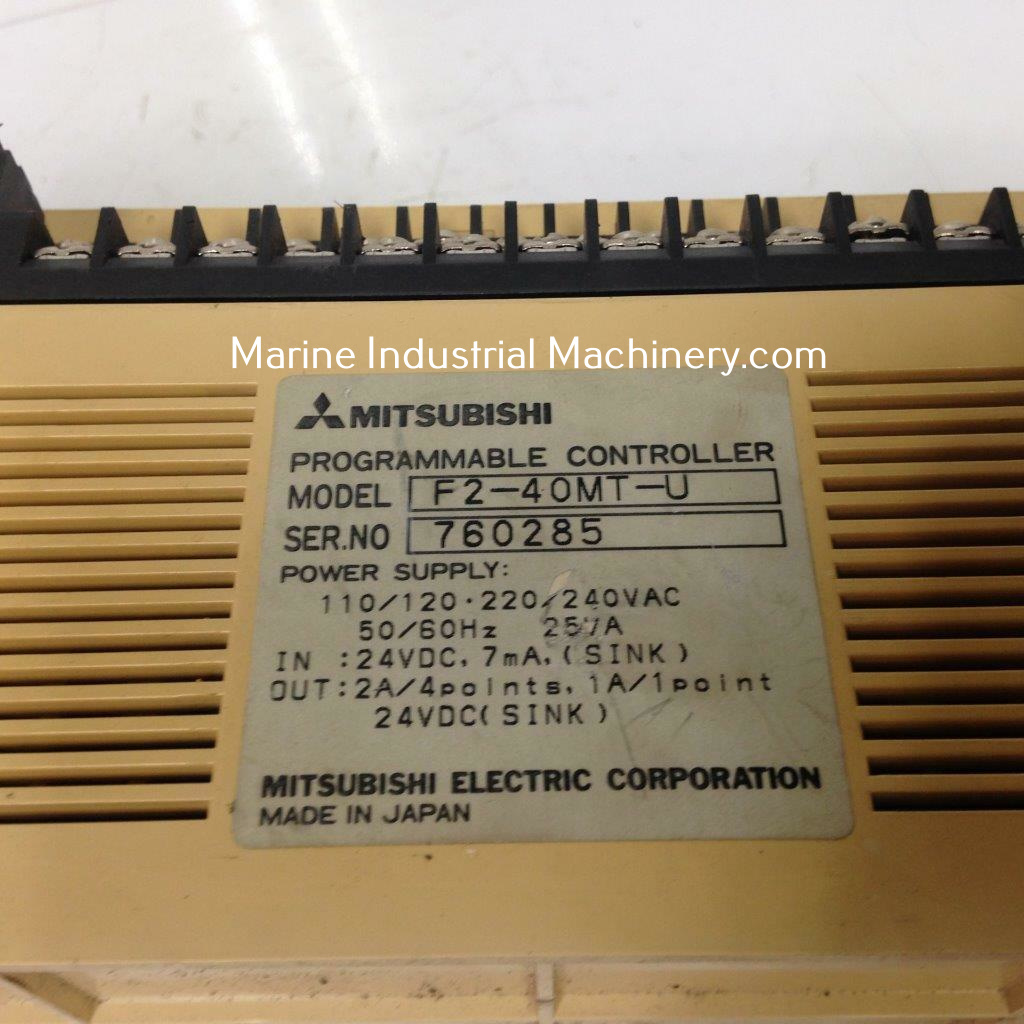 Marine Industrial Machinery.com
MITSUBISHI
PROGRAMMABLE CONTROLLER
MODEL F2-40MT-U
SER.NO 760285
POWER SUPPLY:
110/120·220/240VAC
50/60Hz
IN :24VDC, 7mA, (SINK)
OUT:2A/4points, 1A/1point
24VDC(SINK)
MITSUBISHI ELECTRIC CORPORATION
MADE IN JAPAN